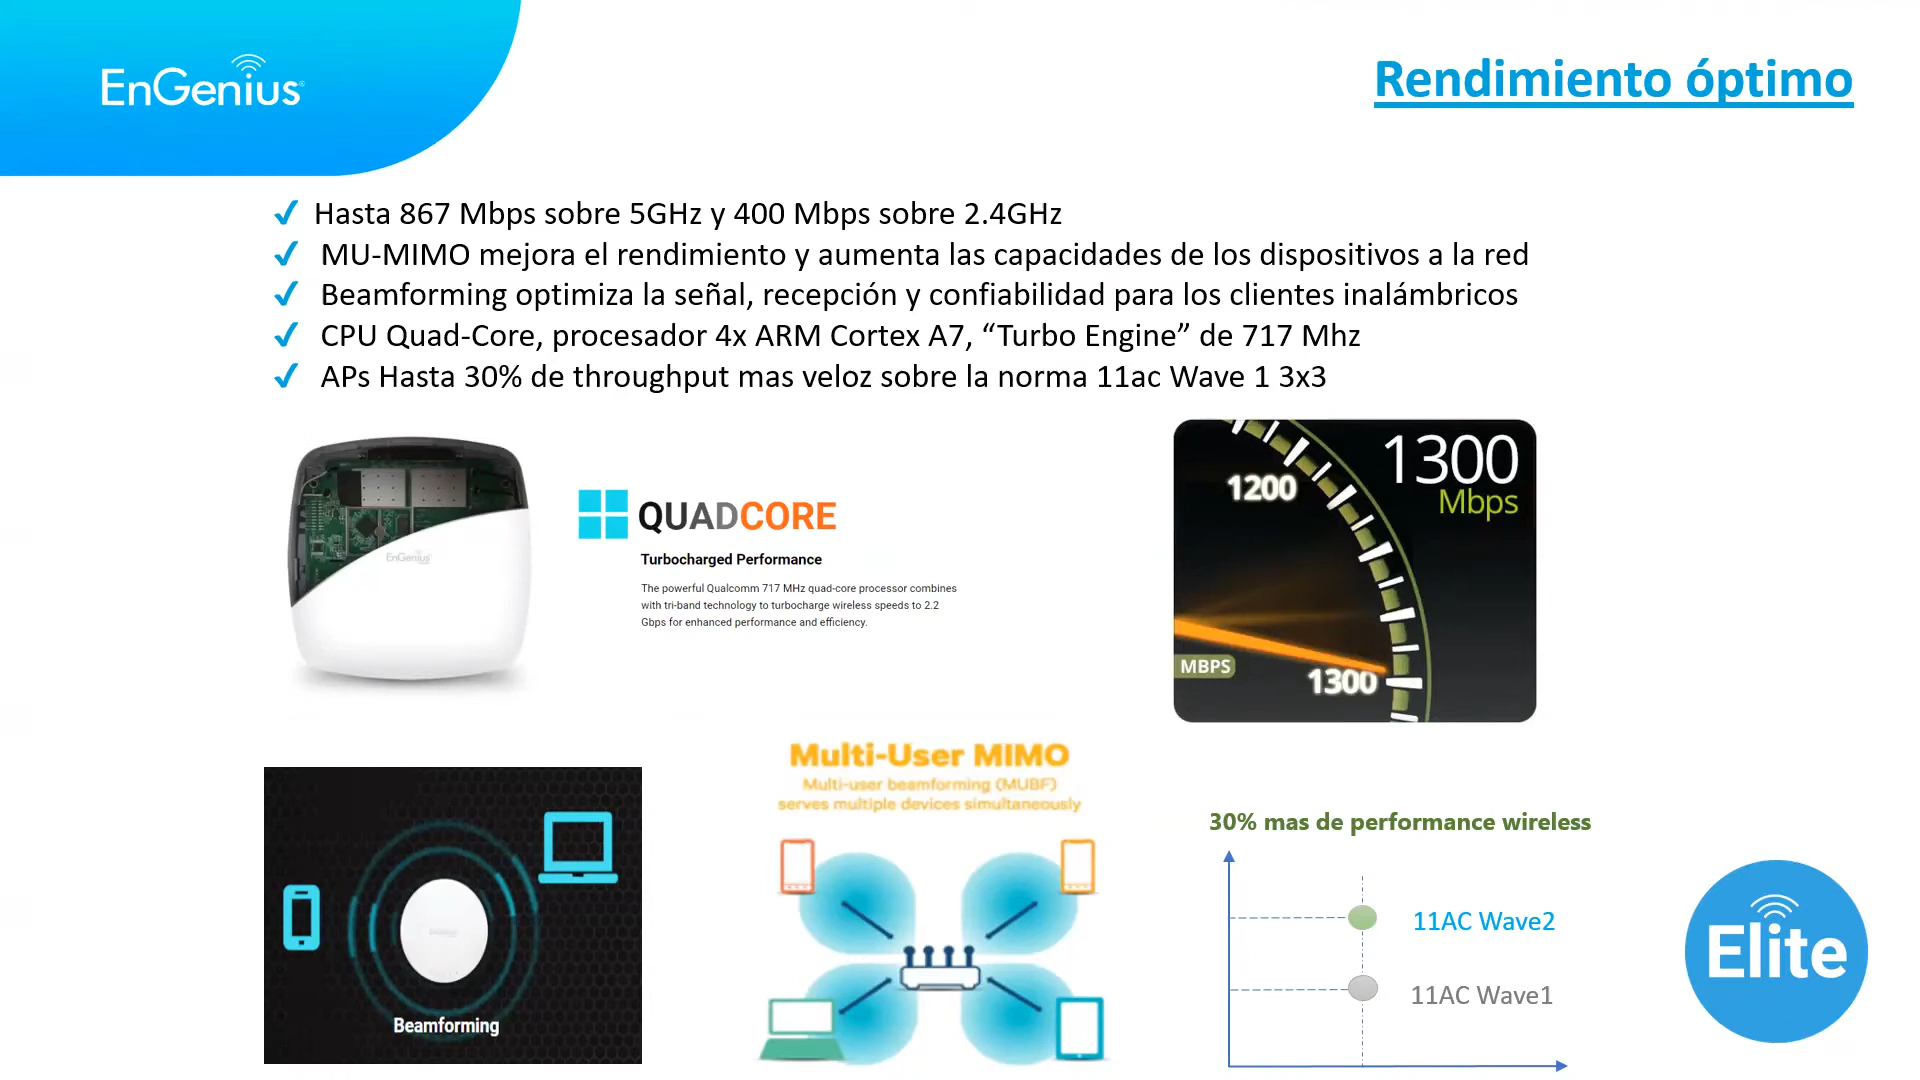 EnGenius
Rendimiento óptimo
✔ Hasta 867 Mbps sobre 5GHz y 400 Mbps sobre 2.4GHz
✔ MU-MIMO mejora el rendimiento y aumenta las capacidades de los dispositivos a la red
✔ Beamforming optimiza la señal, recepción y confiabilidad para los clientes inalámbricos
✔ CPU Quad-Core, procesador 4x ARM Cortex A7, “Turbo Engine” de 717 Mhz
✔ APs Hasta 30% de throughput mas veloz sobre la norma 11ac Wave 1 3x3
EnGenius
QUADCORE
Turbocharged Performance
The powerful Qualcomm 717 MHz quad-core processor combines
with tri-band technology to turbocharge wireless speeds to 2.2
Gbps for enhanced performance and efficiency.
1300
Mbps
1200
MBPS
1300
Beamforming
Multi-User MIMO
Multi-user beamforming (MUBF)
serves multiple devices simultaneously
30% mas de performance wireless
11AC Wave2
11AC Wave1
Elite